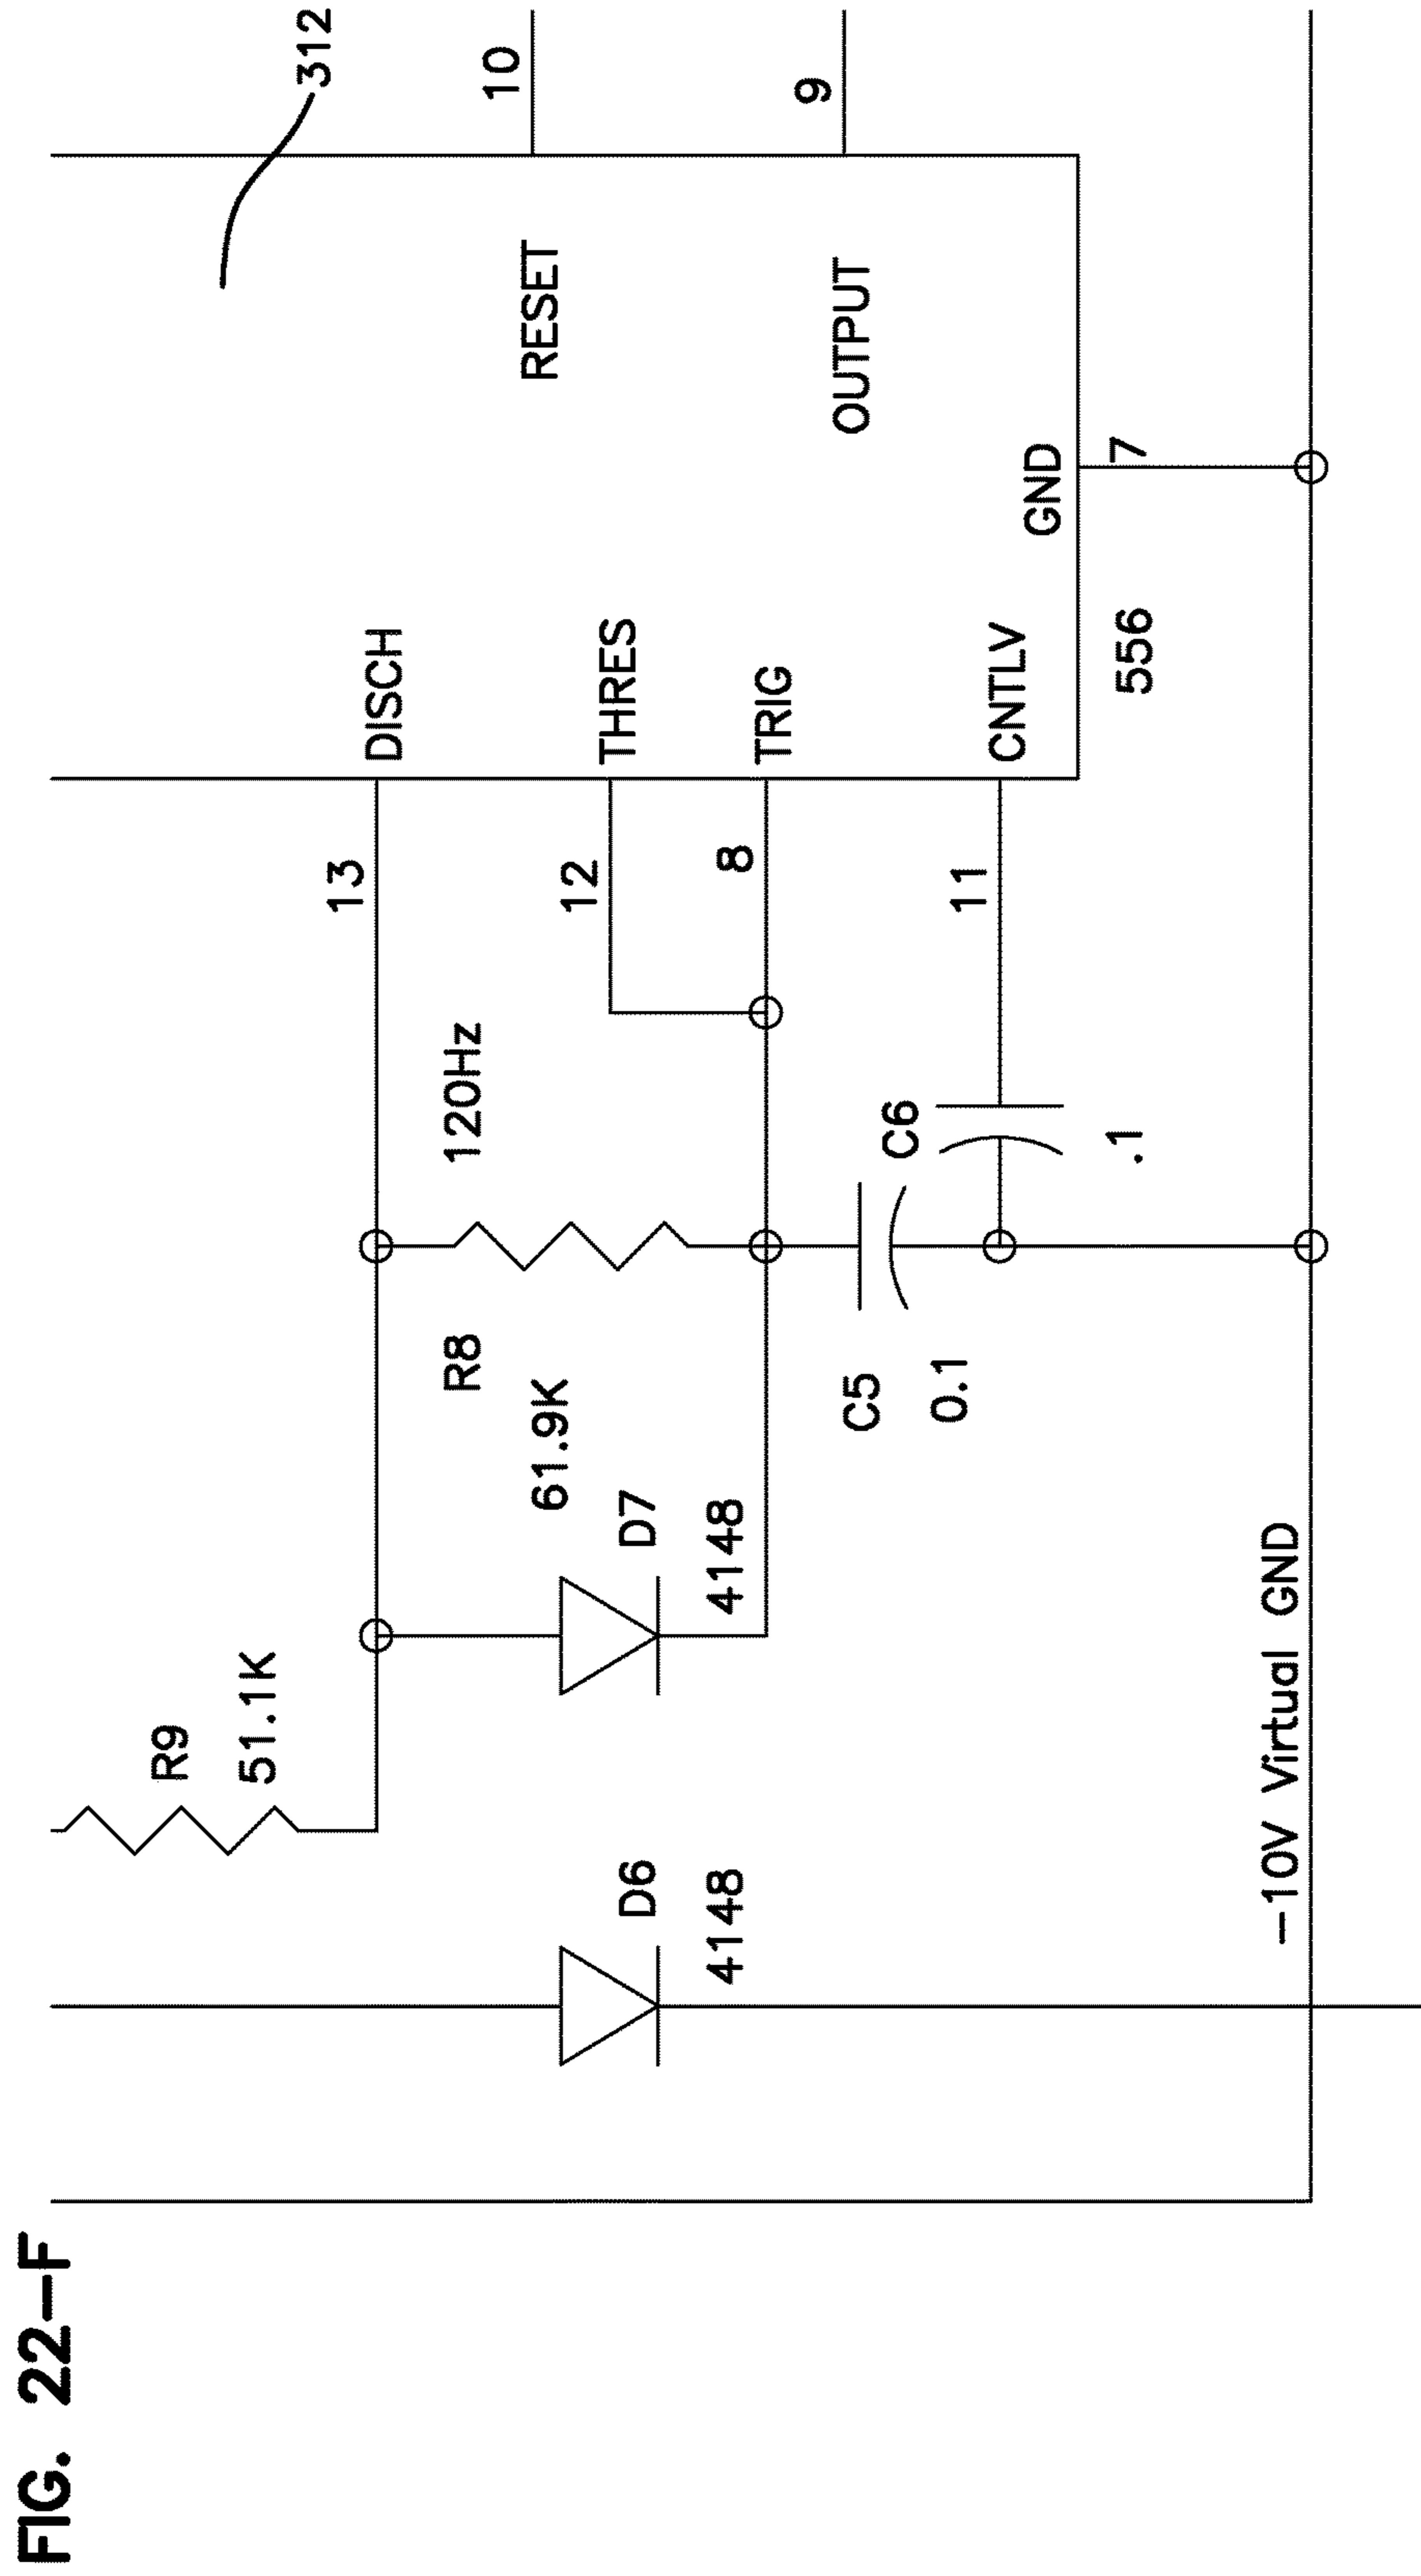 FIG. 22-F
R9
51.1K
D6
4148
D7
4148
R8
61.9K
120Hz
C5
0.1
C6
.1
-10V Virtual GND
13
12
8
11
DISCH
THRES
TRIG
CNTLV
GND
7
556
RESET
OUTPUT
10
9
312